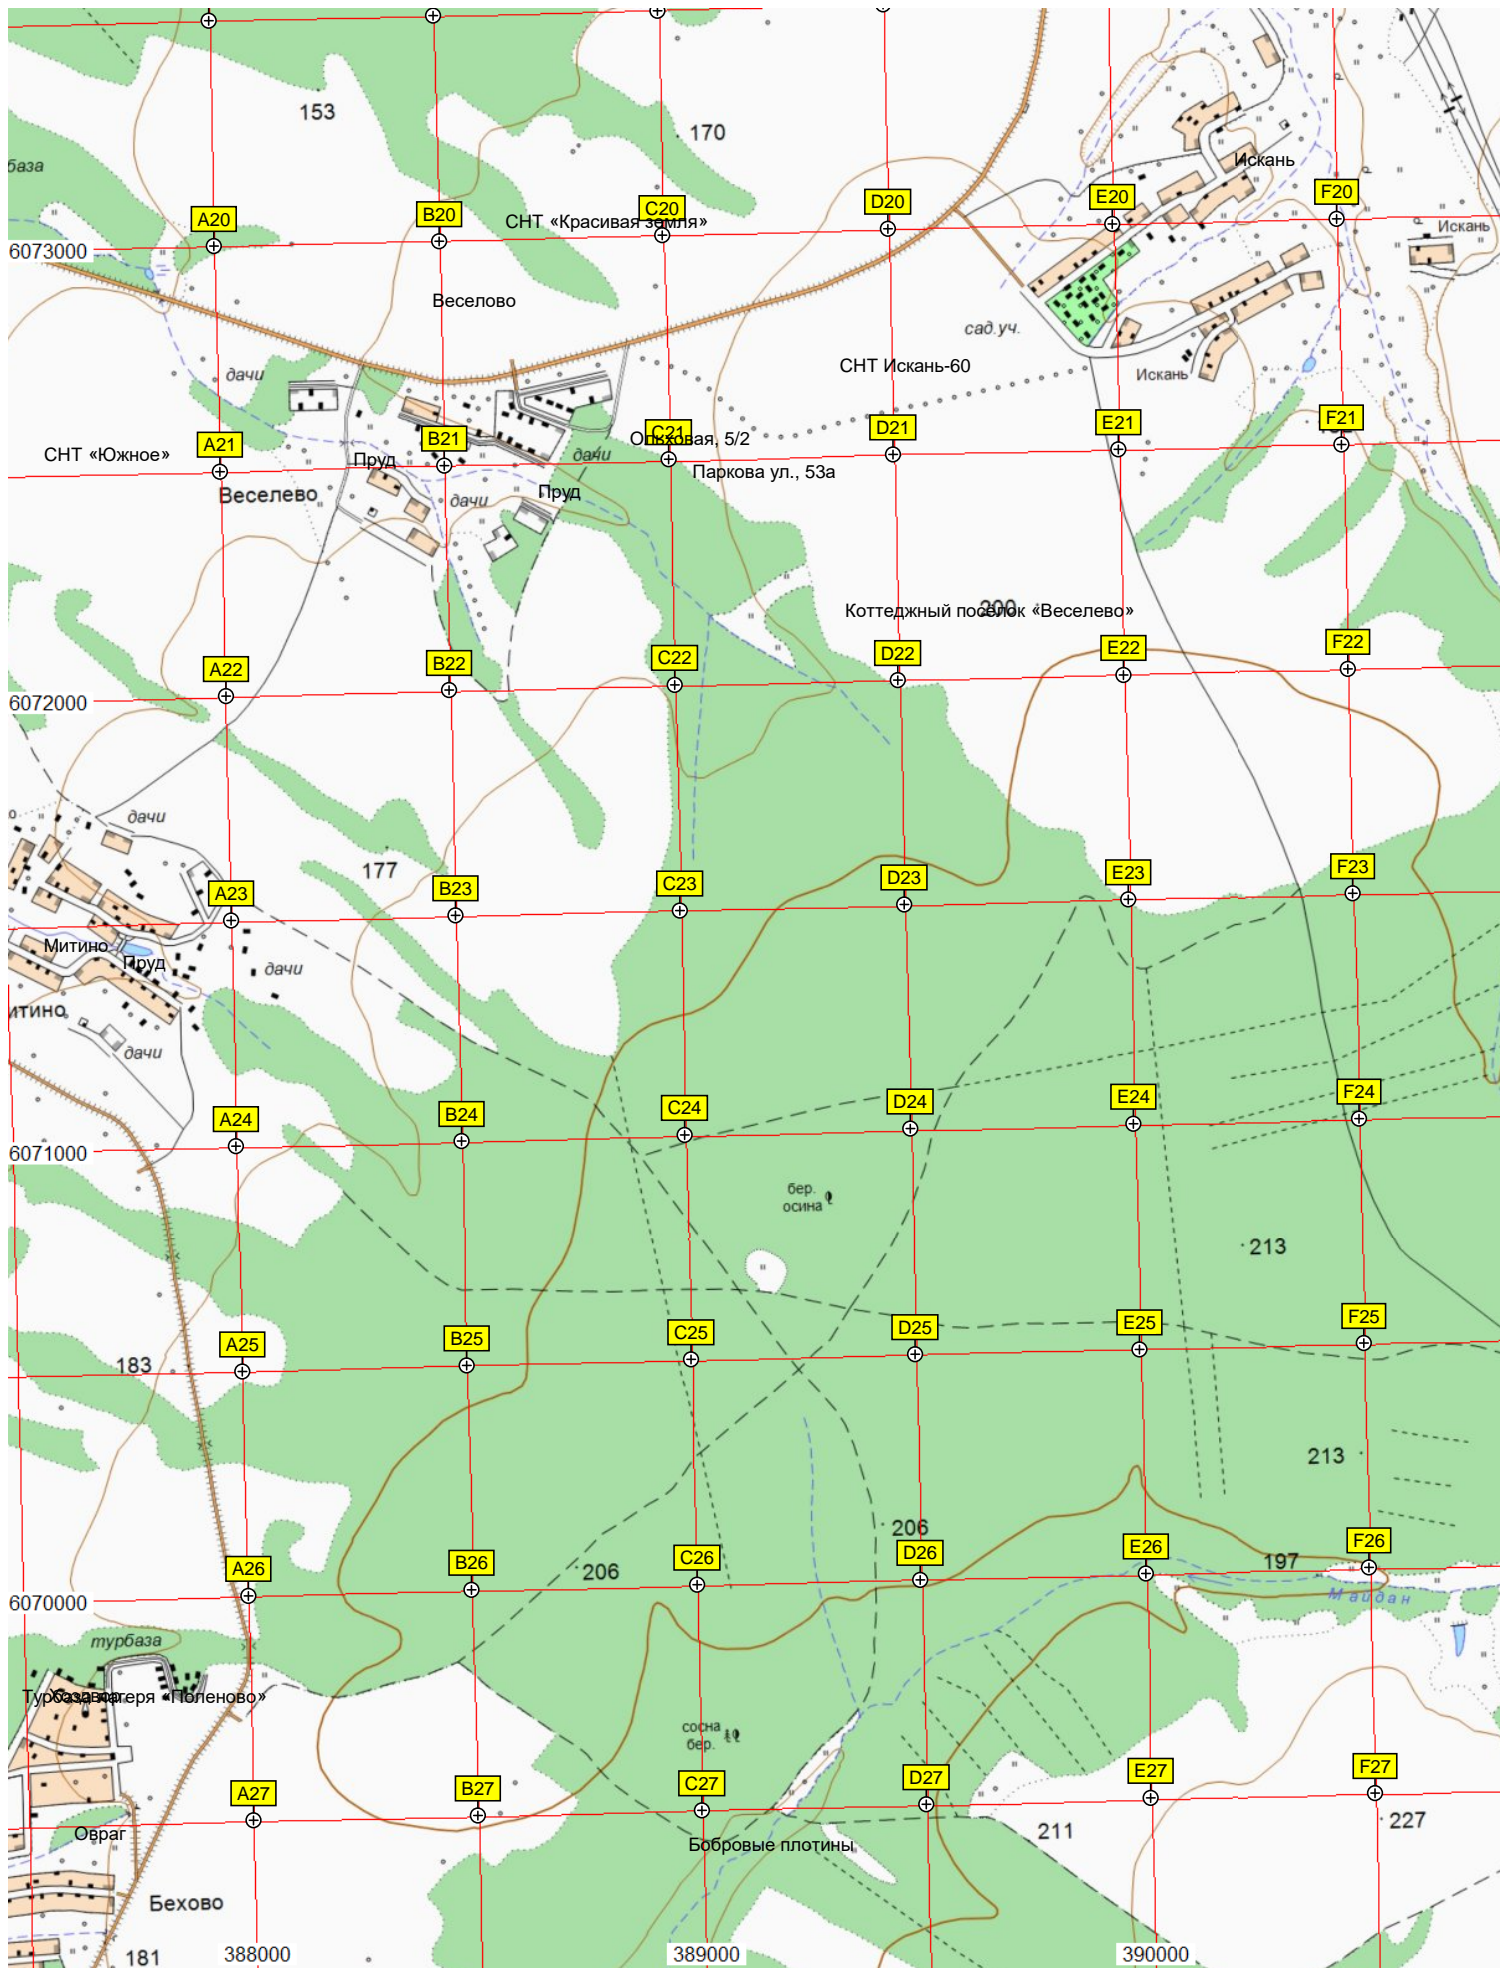 153
170
база
Искань
A20
B20
C20
D20
E20
F20
СНТ «Красивая земля»
Искань
6073000
Веселово
сад.уч.
дачи
СНТ Искань-60
Искань
A21
B21
C21
D21
E21
F21
Ольховая, 5/2
СНТ «Южное»
Пруд
дачи
Паркова ул., 53а
Веселево
дачи
Пруд
200
Коттеджный посёлок «Веселево»
A22
B22
C22
D22
E22
F22
6072000
дачи
177
A23
B23
C23
D23
E23
F23
Митино
Пруд
дачи
итино
дачи
A24
B24
C24
D24
E24
F24
6071000
бер.
осина
213
A25
B25
C25
D25
E25
F25
183
213
206
A26
B26
C26
D26
E26
F26
206
197
Майдан
6070000
турбаза
Турбаза лагеря «Поленово»
сосна
бер.
A27
B27
C27
D27
E27
F27
227
Овраг
211
Бобровые плотины
Бехово
181
388000
389000
390000